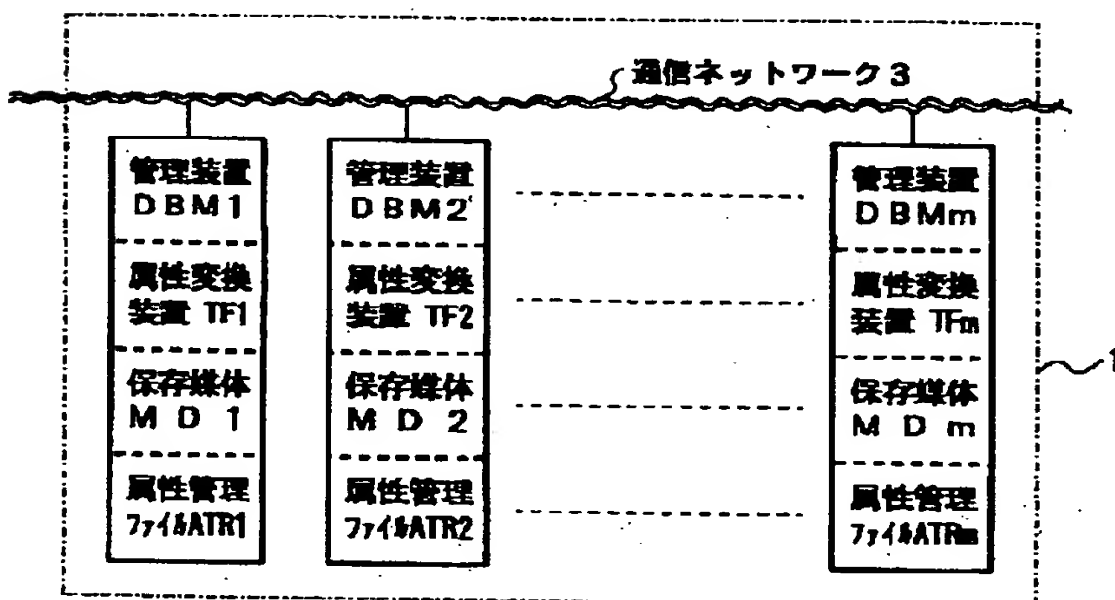 通信ネットワーク3
管理装置
DBM1
属性変換
装置 TF1
保存媒体
MD1
属性管理
ファイルATR1
管理装置
DBM2
属性変換
装置 TF2
保存媒体
MD2
属性管理
ファイルATR2
管理装置
DBMm
属性変換
装置 TFm
保存媒体
MDm
属性管理
ファイルATRm
1